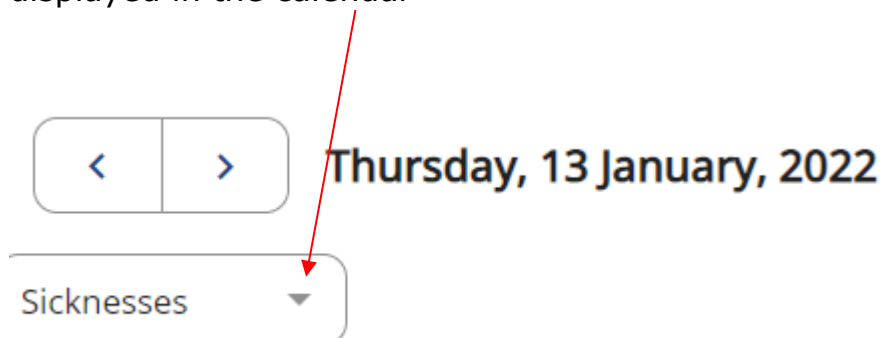 displayed in the calendar
< >
Thursday, 13 January, 2022
Sicknesses